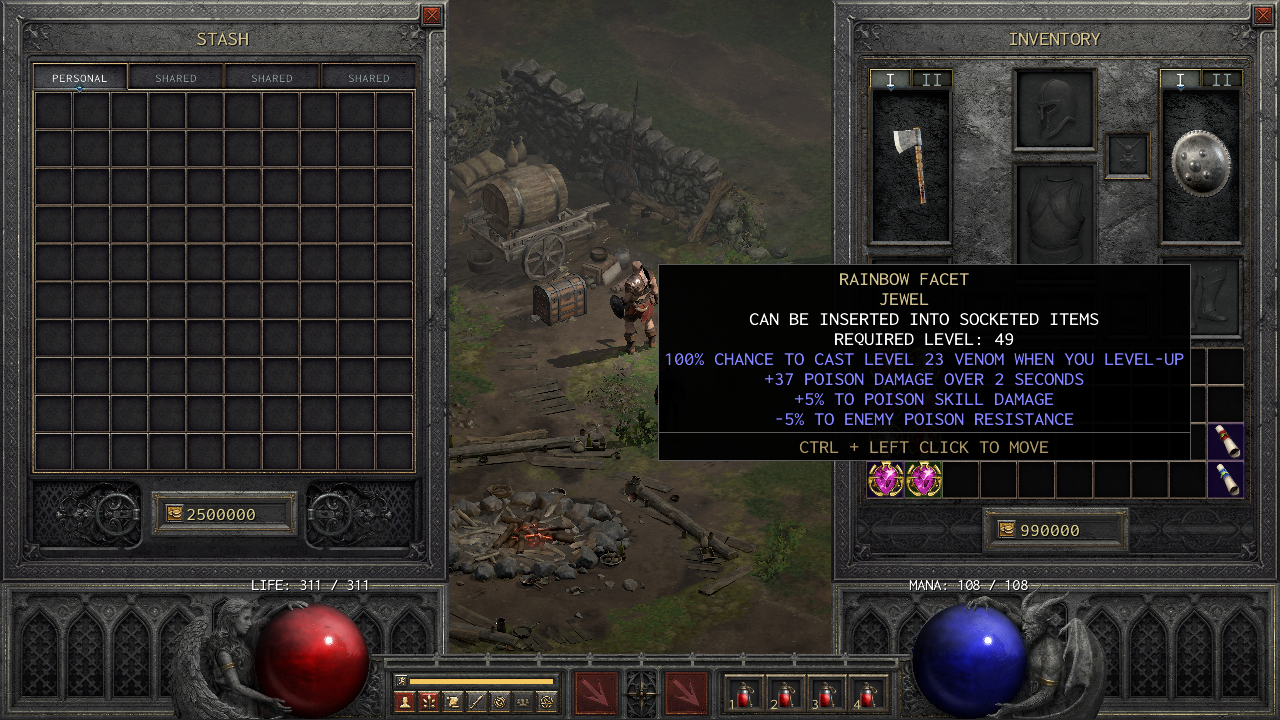 STASH
PERSONAL SHARED SHARED SHARED
2500000
INVENTORY
I II I II
RAINBOW FACET
JEWEL
CAN BE INSERTED INTO SOCKETED ITEMS
REQUIRED LEVEL: 49
100% CHANCE TO CAST LEVEL 23 VENOM WHEN YOU LEVEL-UP
+37 POISON DAMAGE OVER 2 SECONDS
+5% TO POISON SKILL DAMAGE
-5% TO ENEMY POISON RESISTANCE
CTRL + LEFT CLICK TO MOVE
990000
LIFE: 311 / 311
MANA: 108 / 108
1 2 3 4